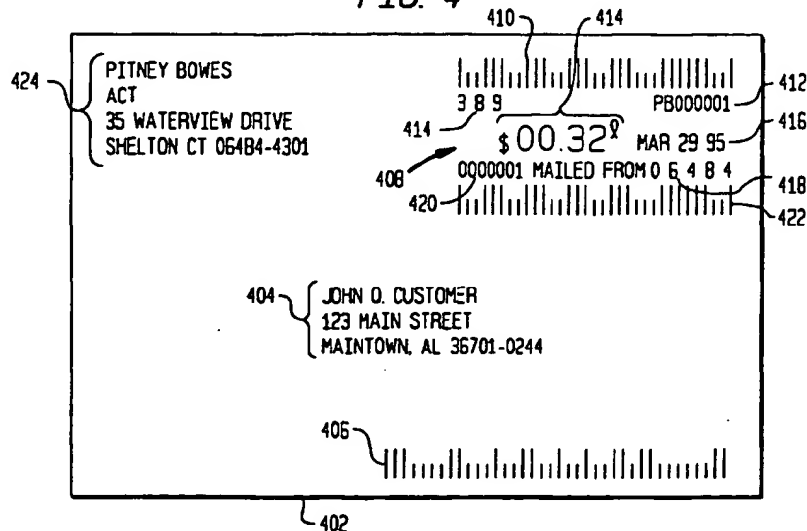 FIG. 4
410
414
424
PITNEY BOWES
ACT
35 WATERVIEW DRIVE
SHELTON CT 06484-4301
412
3 8 9
PB000001
414
$ 00.32⁹
MAR 29 95
416
408
0000001 MAILED FROM 0 6 4 8 4
418
420
422
404
JOHN Q. CUSTOMER
123 MAIN STREET
MAINTOWN, AL 36701-0244
406
402